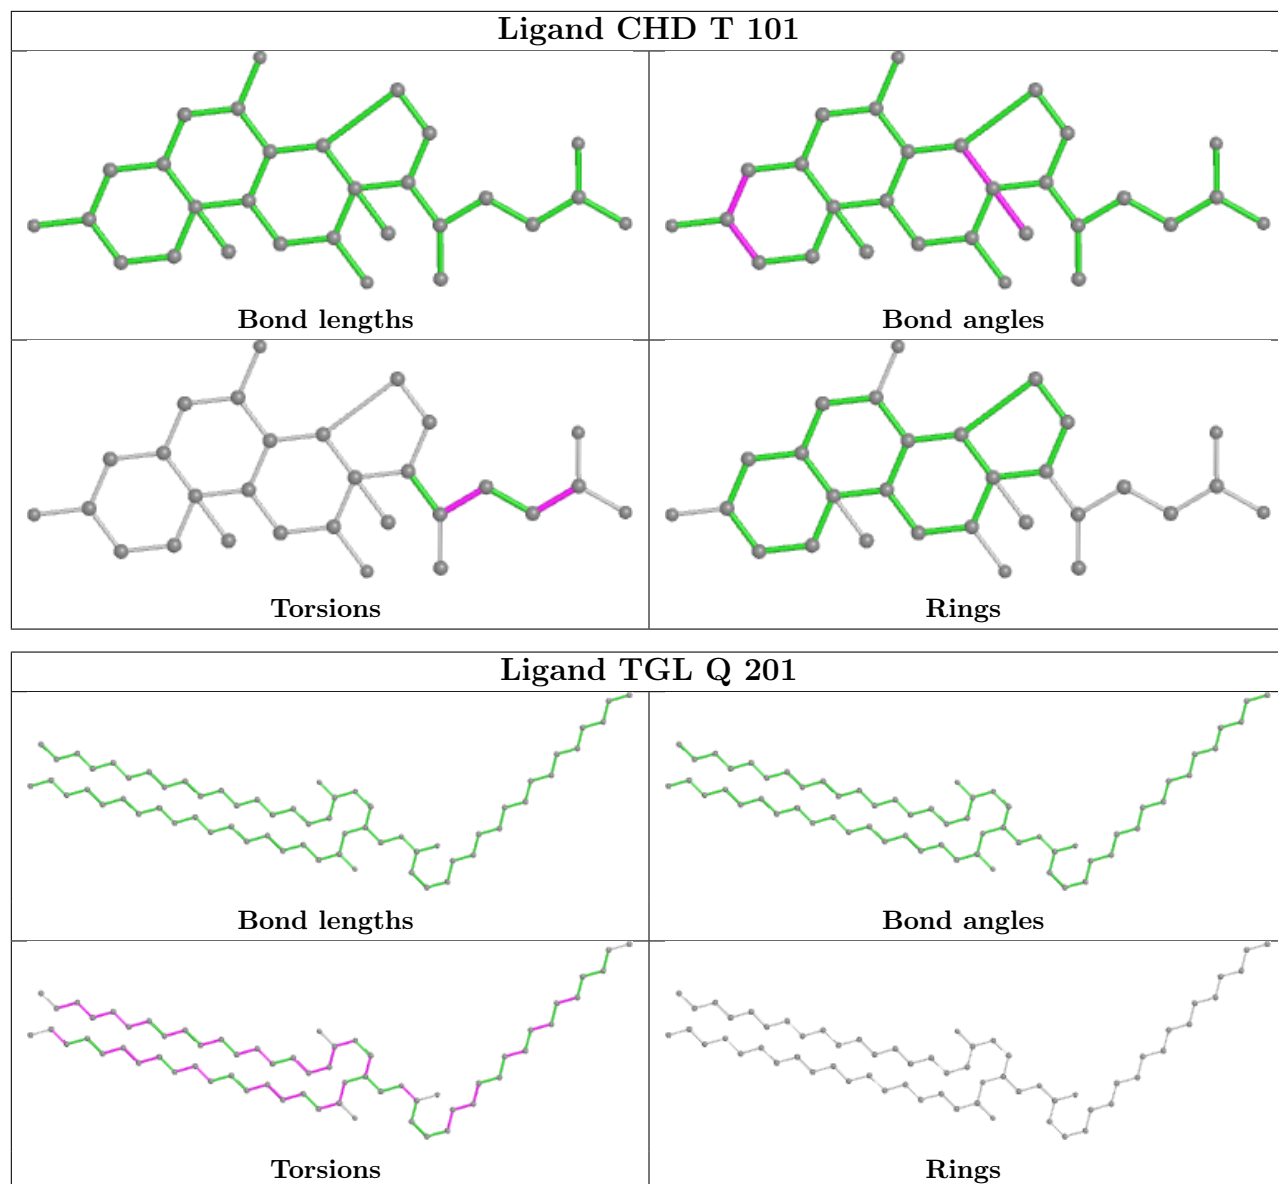 Ligand CHD T 101
Bond lengths
Bond angles
Torsions
Rings
Ligand TGL Q 201
Bond lengths
Bond angles
Torsions
Rings